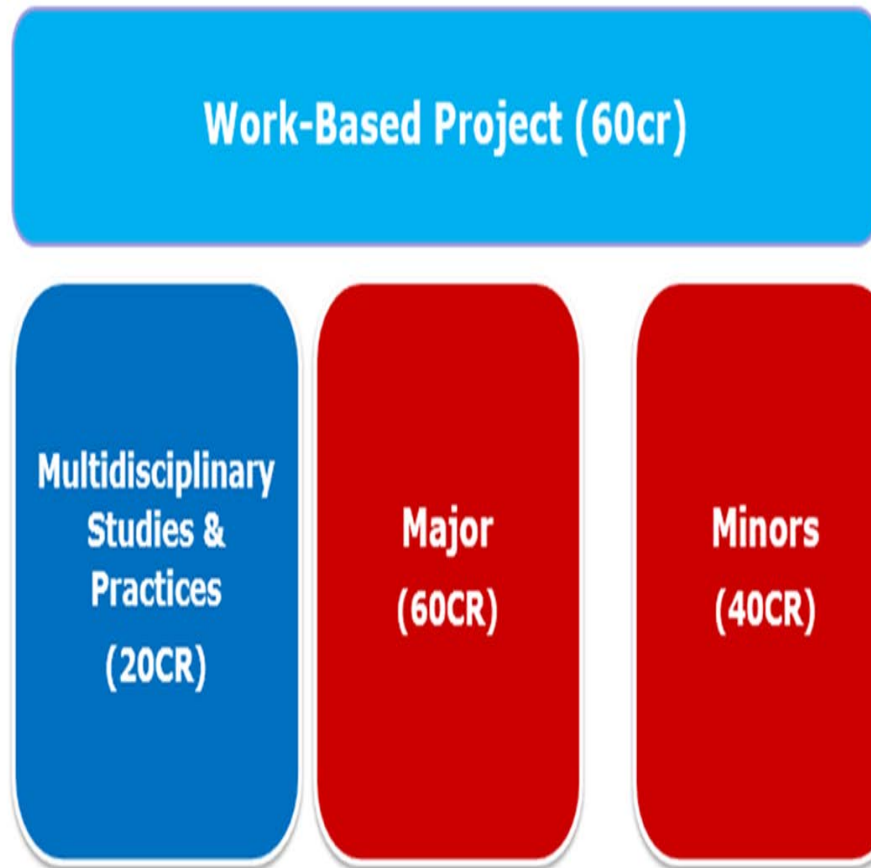 Work-Based Project (60cr)
Multidisciplinary
Studies &
Practices
(20CR)
Major
(60CR)
Minors
(40CR)